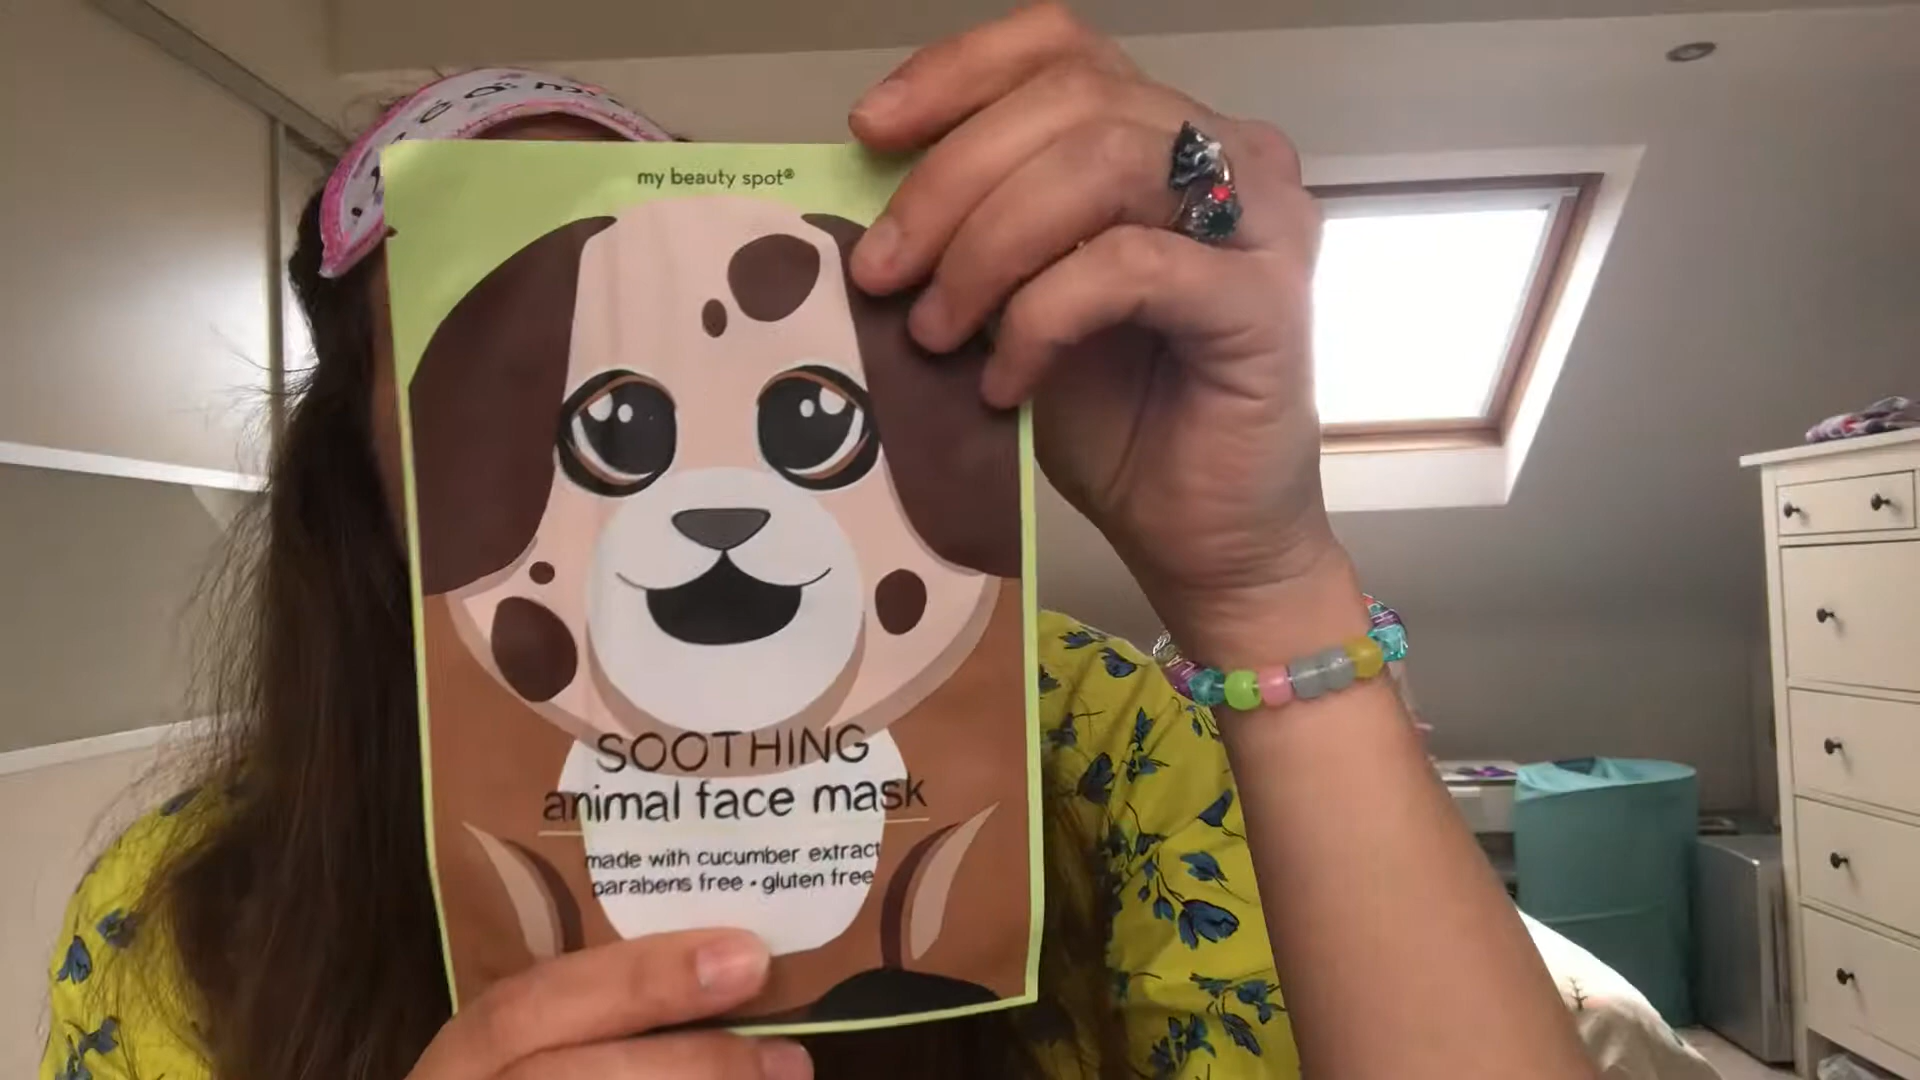 my beauty spot®
SOOTHING
animal face mask
made with cucumber extract
parabens free • gluten free